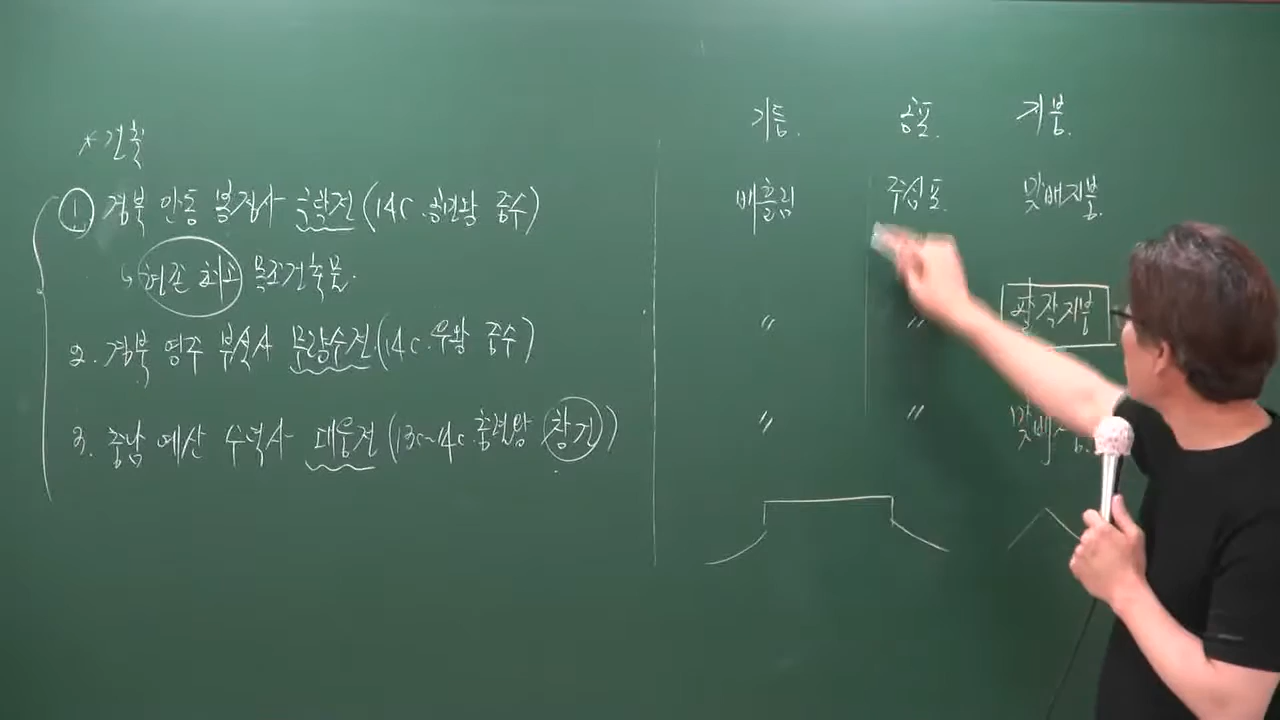 기둥. 공포. 지붕.
*건축
① 경북 안동 봉정사 극락전 (14C. 공민왕 중수) 배흘림 주심포. 맞배지붕.
↳ 현존 최고 목조건축물.
2. 경북 영주 부석사 무량수전 (14C. 우왕 중수) 〃 〃 팔작지붕
3. 충남 예산 수덕사 대웅전 (13C~14C. 충렬왕 창건) 〃 〃 맞배